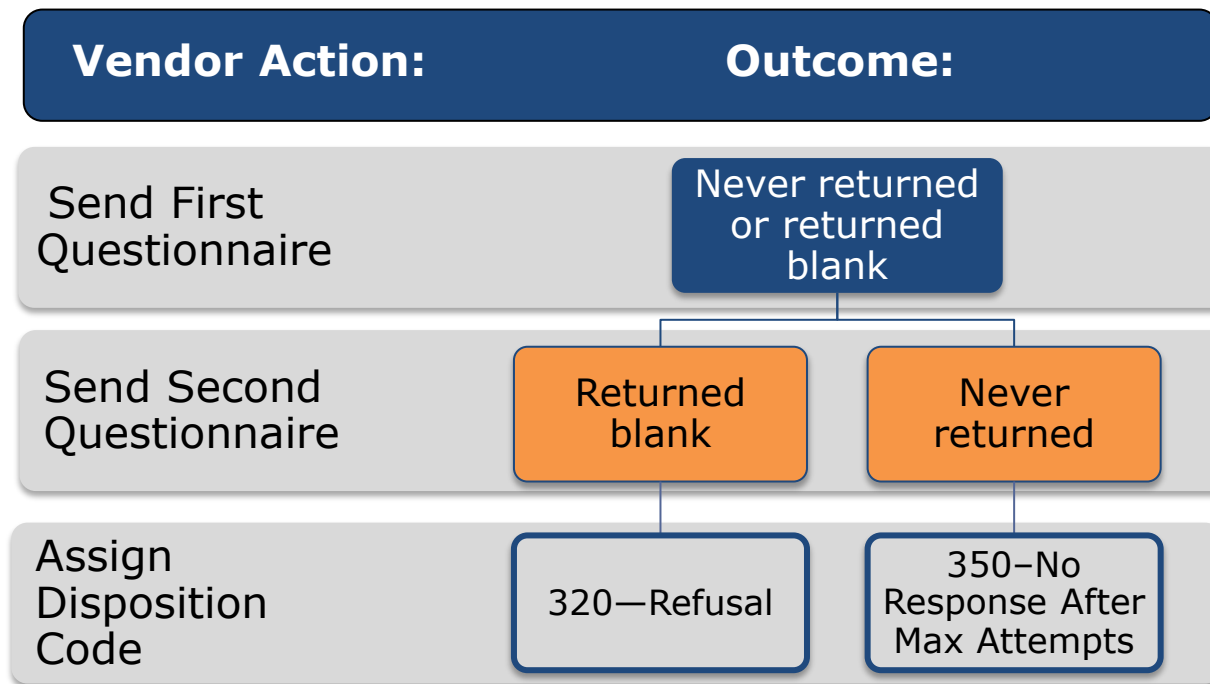 Vendor Action: Outcome:
Send First
Questionnaire
Never returned
or returned
blank
Send Second
Questionnaire
Returned
blank
Never
returned
Assign
Disposition
Code
320—Refusal
350–No
Response After
Max Attempts